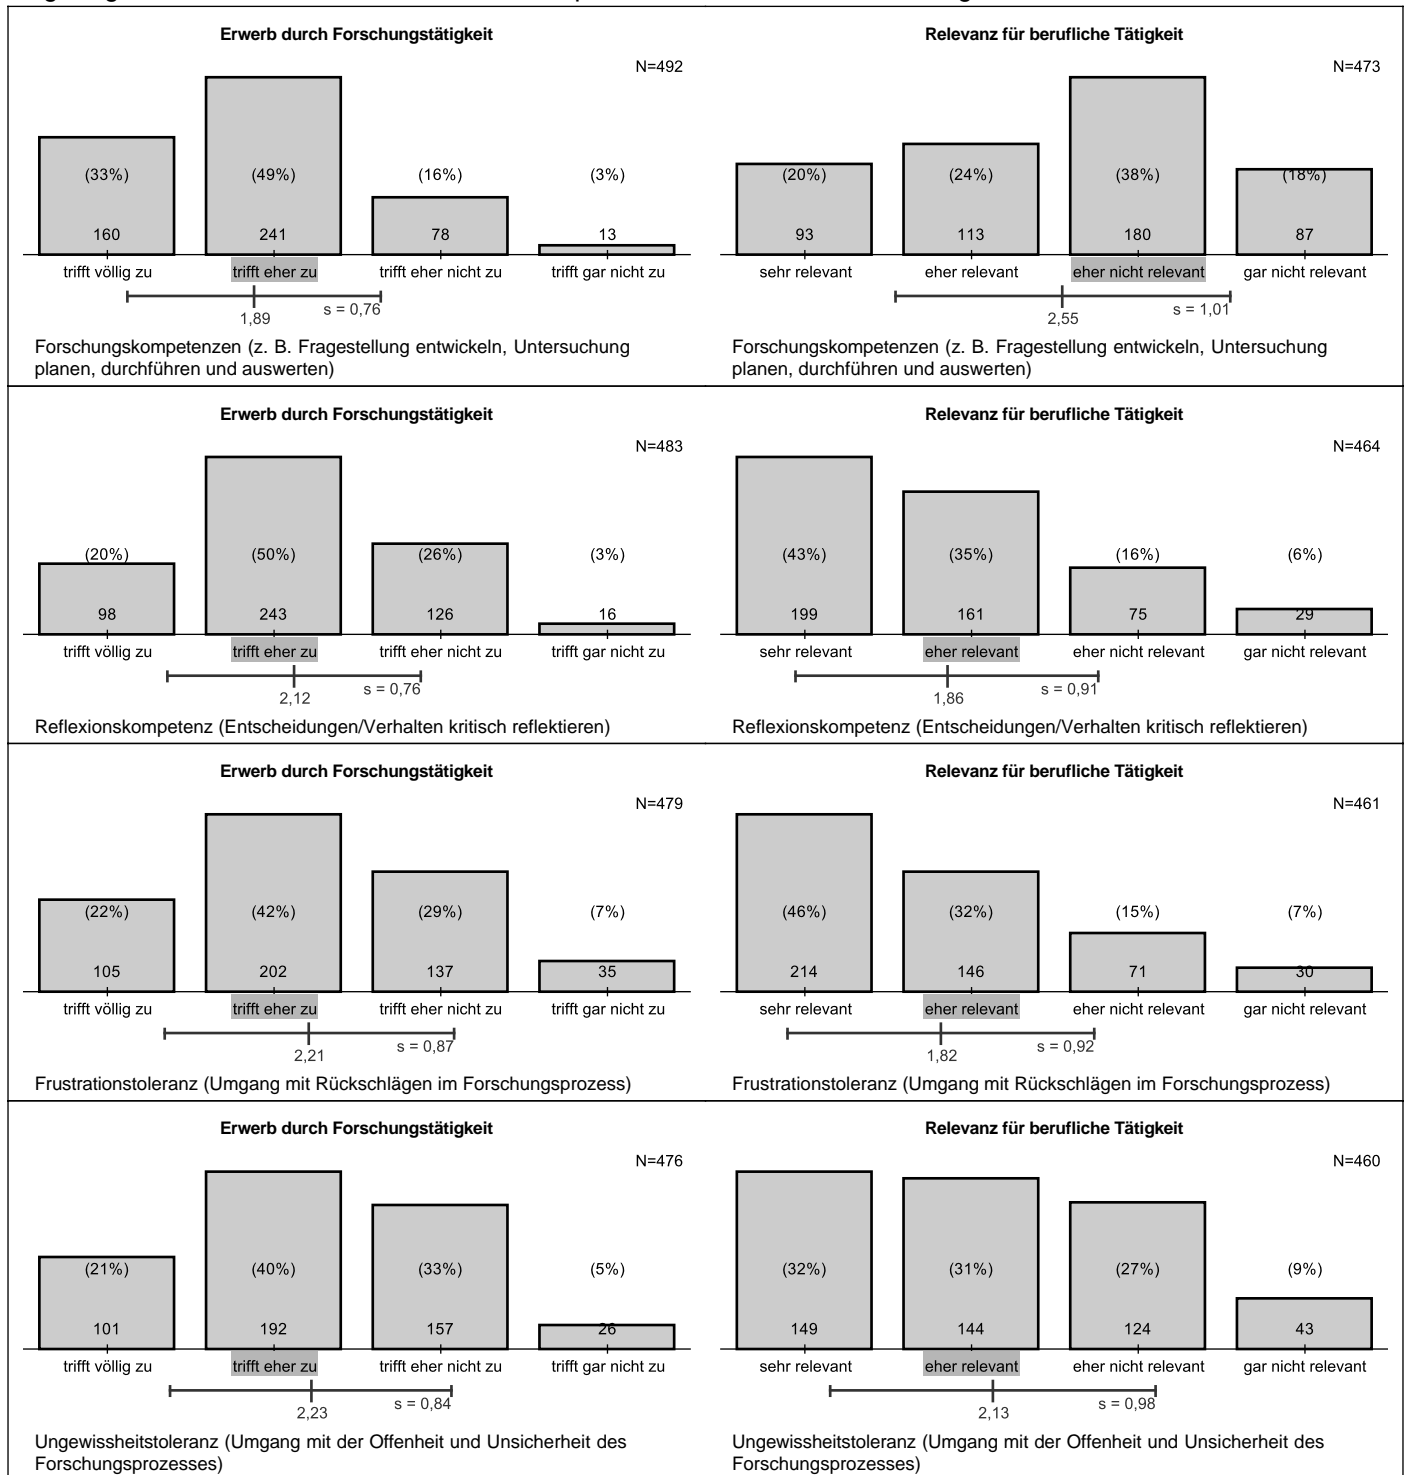 Erwerb durch Forschungstätigkeit
N=492
(33%) (49%) (16%) (3%)
160 241 78 13
trifft völlig zu trifft eher zu trifft eher nicht zu trifft gar nicht zu
1,89 s = 0,76
Forschungskompetenzen (z. B. Fragestellung entwickeln, Untersuchung
planen, durchführen und auswerten)
Relevanz für berufliche Tätigkeit
N=473
(20%) (24%) (38%) (18%)
93 113 180 87
sehr relevant eher relevant eher nicht relevant gar nicht relevant
2,55 s = 1,01
Forschungskompetenzen (z. B. Fragestellung entwickeln, Untersuchung
planen, durchführen und auswerten)
Erwerb durch Forschungstätigkeit
N=483
(20%) (50%) (26%) (3%)
98 243 126 16
trifft völlig zu trifft eher zu trifft eher nicht zu trifft gar nicht zu
2,12 s = 0,76
Reflexionskompetenz (Entscheidungen/Verhalten kritisch reflektieren)
Relevanz für berufliche Tätigkeit
N=464
(43%) (35%) (16%) (6%)
199 161 75 29
sehr relevant eher relevant eher nicht relevant gar nicht relevant
1,86 s = 0,91
Reflexionskompetenz (Entscheidungen/Verhalten kritisch reflektieren)
Erwerb durch Forschungstätigkeit
N=479
(22%) (42%) (29%) (7%)
105 202 137 35
trifft völlig zu trifft eher zu trifft eher nicht zu trifft gar nicht zu
2,21 s = 0,87
Frustrationstoleranz (Umgang mit Rückschlägen im Forschungsprozess)
Relevanz für berufliche Tätigkeit
N=461
(46%) (32%) (15%) (7%)
214 146 71 30
sehr relevant eher relevant eher nicht relevant gar nicht relevant
1,82 s = 0,92
Frustrationstoleranz (Umgang mit Rückschlägen im Forschungsprozess)
Erwerb durch Forschungstätigkeit
N=476
(21%) (40%) (33%) (5%)
101 192 157 26
trifft völlig zu trifft eher zu trifft eher nicht zu trifft gar nicht zu
2,23 s = 0,84
Ungewissheitstoleranz (Umgang mit der Offenheit und Unsicherheit des
Forschungsprozesses)
Relevanz für berufliche Tätigkeit
N=460
(32%) (31%) (27%) (9%)
149 144 124 43
sehr relevant eher relevant eher nicht relevant gar nicht relevant
2,13 s = 0,98
Ungewissheitstoleranz (Umgang mit der Offenheit und Unsicherheit des
Forschungsprozesses)